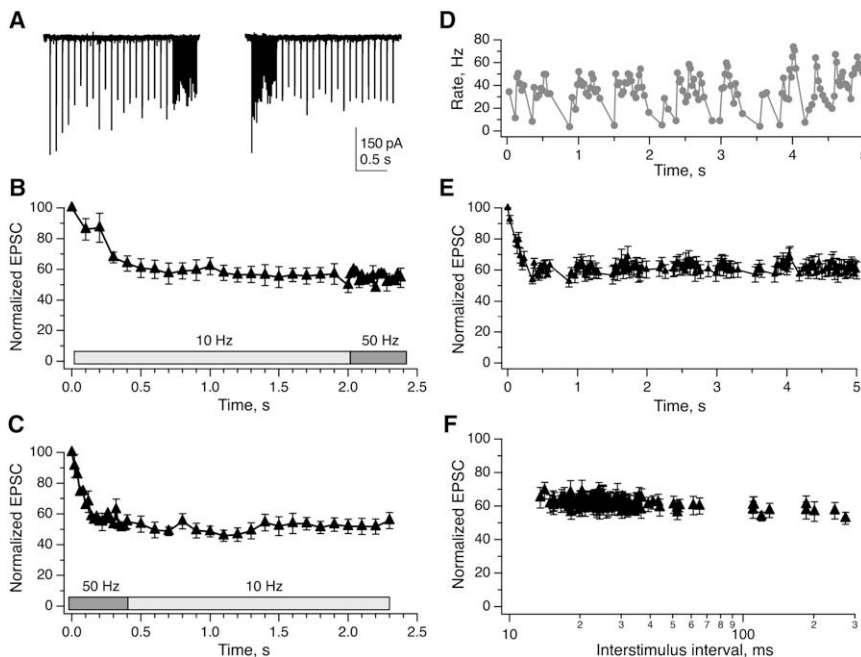 A
150 pA
0.5 s
B
Normalized EPSC
100
80
60
40
20
0
10 Hz
50 Hz
0.0 0.5 1.0 1.5 2.0 2.5
Time, s
C
Normalized EPSC
100
80
60
40
20
0
50 Hz
10 Hz
0.0 0.5 1.0 1.5 2.0 2.5
Time, s
D
Rate, Hz
80
60
40
20
0
0 1 2 3 4 5
Time, s
E
Normalized EPSC
100
80
60
40
20
0
0 1 2 3 4 5
Time, s
F
Normalized EPSC
100
80
60
40
20
0
10 2 3 4 5 6 7 8 9 100 2 3
Interstimulus interval, ms